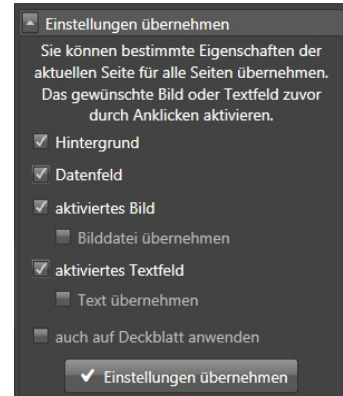 Einstellungen übernehmen
Sie können bestimmte Eigenschaften der
aktuellen Seite für alle Seiten übernehmen.
Das gewünschte Bild oder Textfeld zuvor
durch Anklicken aktivieren.
Hintergrund
Datenfeld
aktiviertes Bild
Bilddatei übernehmen
aktiviertes Textfeld
Text übernehmen
auch auf Deckblatt anwenden
Einstellungen übernehmen